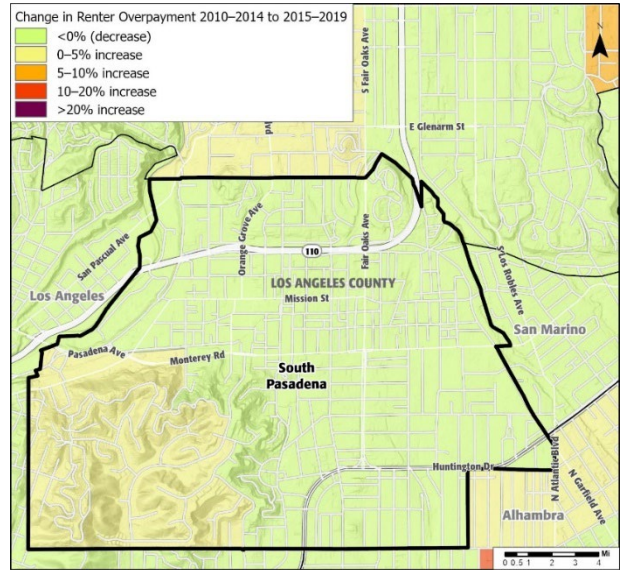 Change in Renter Overpayment 2010–2014 to 2015–2019
<0% (decrease)
0–5% increase
5–10% increase
10–20% increase
>20% increase
S Fair Oaks Ave
N
E Glenarm St
San Pascual Ave
Orange Grove Ave
Fair Oaks Ave
110
Los Angeles
LOS ANGELES COUNTY
Mission St
S Los Robles Ave
San Marino
Pasadena Ave
Monterey Rd
South
Pasadena
Huntington Dr
N Atlantic Blvd
N Garfield Ave
Alhambra
Mi
0 0.5 1 2 3 4